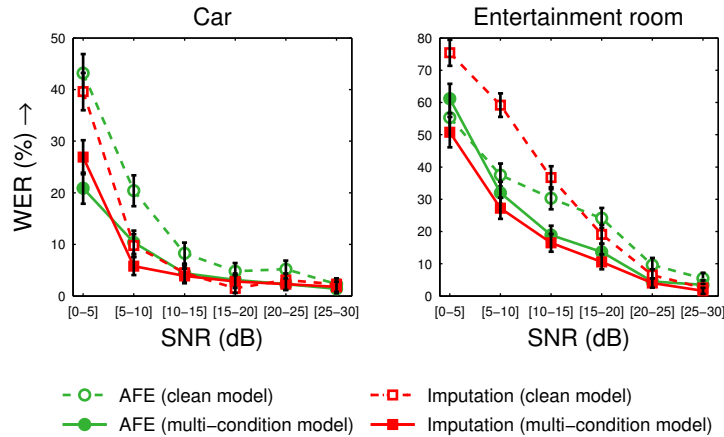 Car
Entertainment room
WER (%) →
50
40
30
20
10
0
80
70
60
50
40
30
20
10
0
[0−5] [5−10] [10−15] [15−20] [20−25] [25−30]
[0−5] [5−10] [10−15] [15−20] [20−25] [25−30]
SNR (dB)
SNR (dB)
AFE (clean model)
Imputation (clean model)
AFE (multi−condition model)
Imputation (multi−condition model)